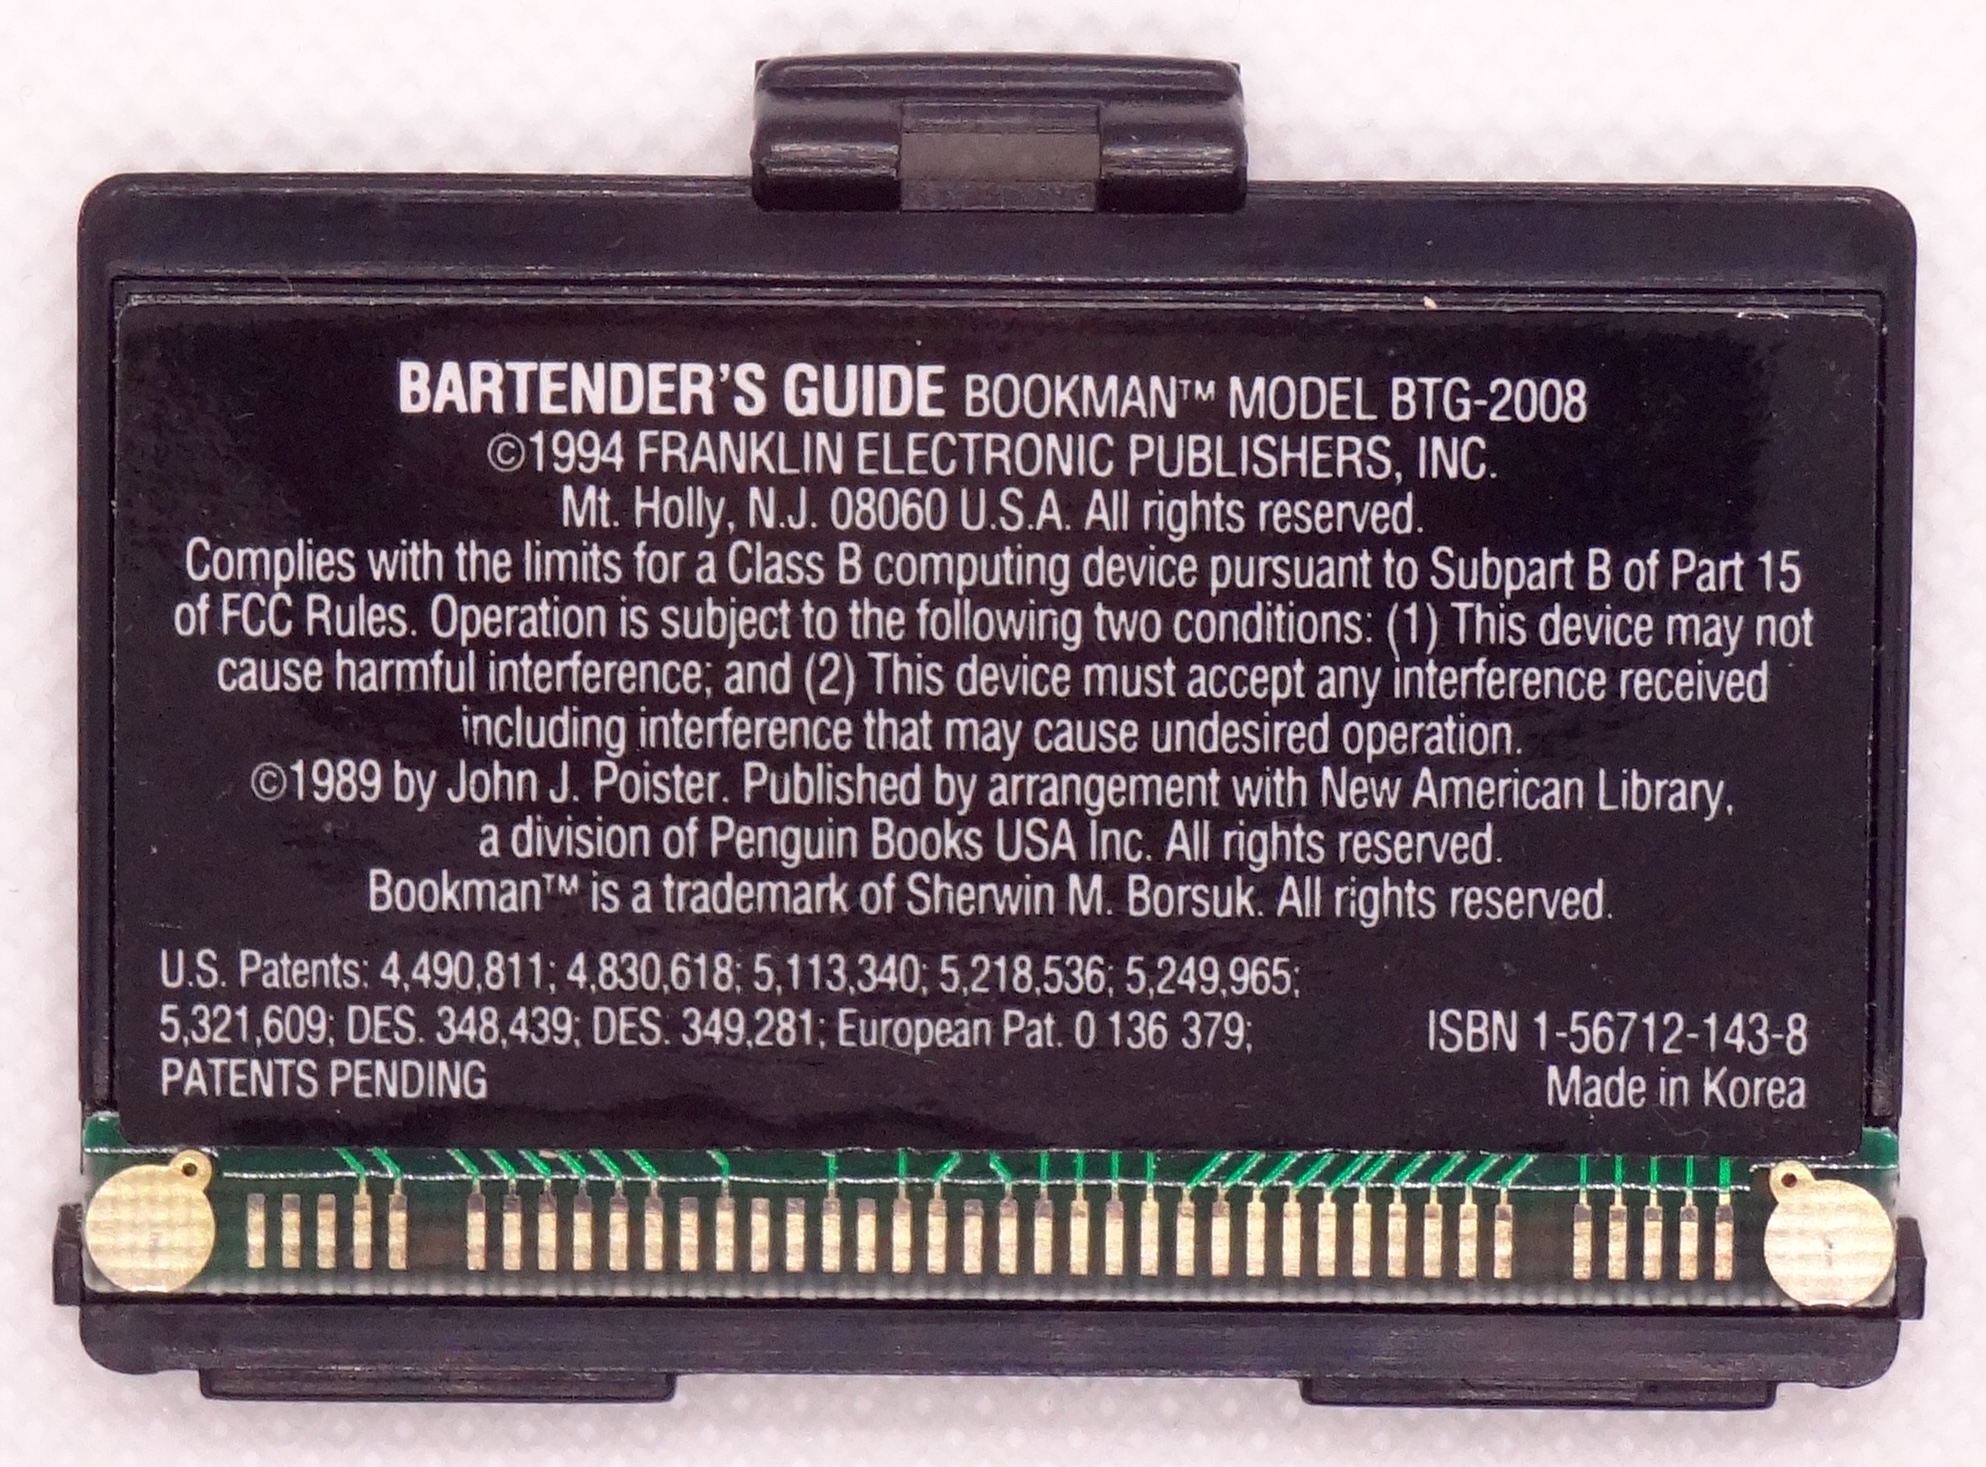 BARTENDER'S GUIDE BOOKMAN™ MODEL BTG-2008
©1994 FRANKLIN ELECTRONIC PUBLISHERS, INC.
Mt. Holly, N.J. 08060 U.S.A. All rights reserved.
Complies with the limits for a Class B computing device pursuant to Subpart B of Part 15
of FCC Rules. Operation is subject to the following two conditions: (1) This device may not
cause harmful interference; and (2) This device must accept any interference received
including interference that may cause undesired operation.
©1989 by John J. Poister. Published by arrangement with New American Library,
a division of Penguin Books USA Inc. All rights reserved.
Bookman™ is a trademark of Sherwin M. Borsuk. All rights reserved.
U.S. Patents: 4,490,811; 4,830,618; 5,113,340; 5,218,536; 5,249,965;
5,321,609; DES. 348,439; DES. 349,281; European Pat. 0 136 379;
PATENTS PENDING
ISBN 1-56712-143-8
Made in Korea